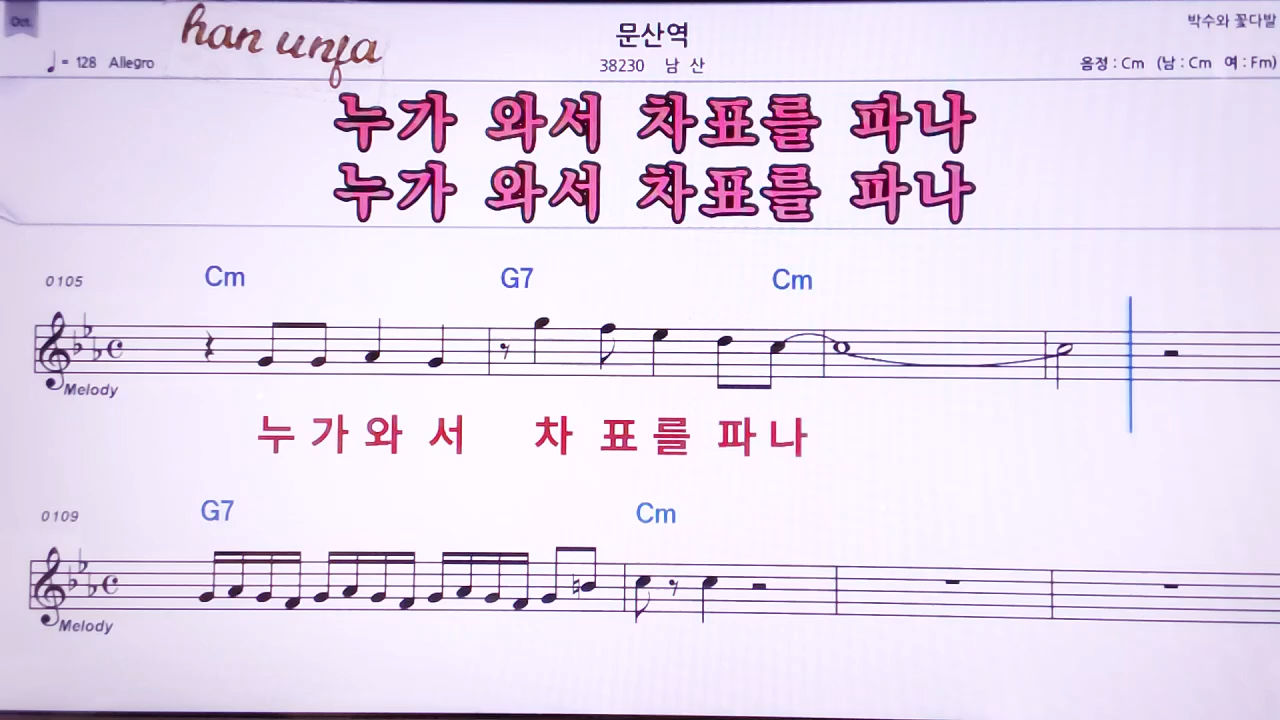 Oct.
han unja
문산역
박수와 꽃다발
♩ = 128 Allegro
38230 남 산
음정 : Cm (남 : Cm 여 : Fm)
누가 와서 차표를 파나
누가 와서 차표를 파나
0105 Cm G7 Cm
Melody
누 가 와 서 차 표 를 파 나
0109 G7 Cm
Melody